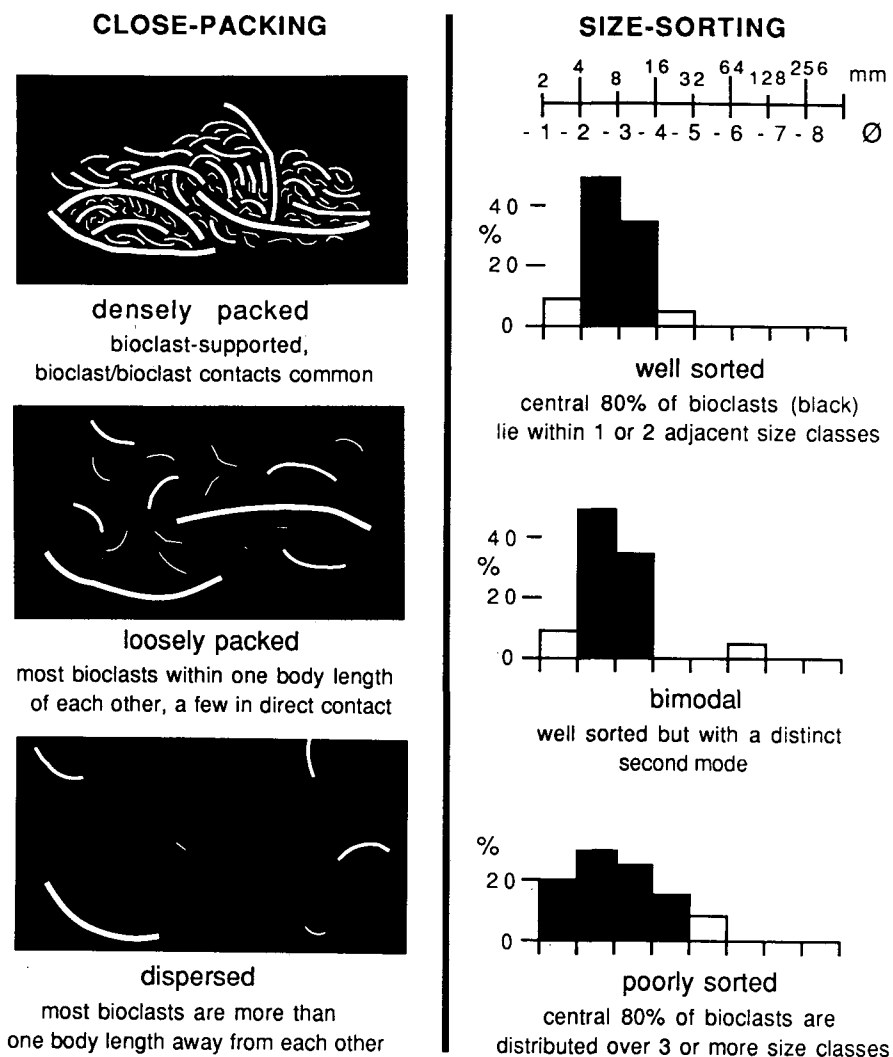 CLOSE-PACKING
densely packed
bioclast-supported,
bioclast/bioclast contacts common
loosely packed
most bioclasts within one body length
of each other, a few in direct contact
dispersed
most bioclasts are more than
one body length away from each other
SIZE-SORTING
2 4 8 16 32 64 128 256 mm
-1 -2 -3 -4 -5 -6 -7 -8 Ø
40
%
20
0
well sorted
central 80% of bioclasts (black)
lie within 1 or 2 adjacent size classes
40
%
20
0
bimodal
well sorted but with a distinct
second mode
%
20
0
poorly sorted
central 80% of bioclasts are
distributed over 3 or more size classes